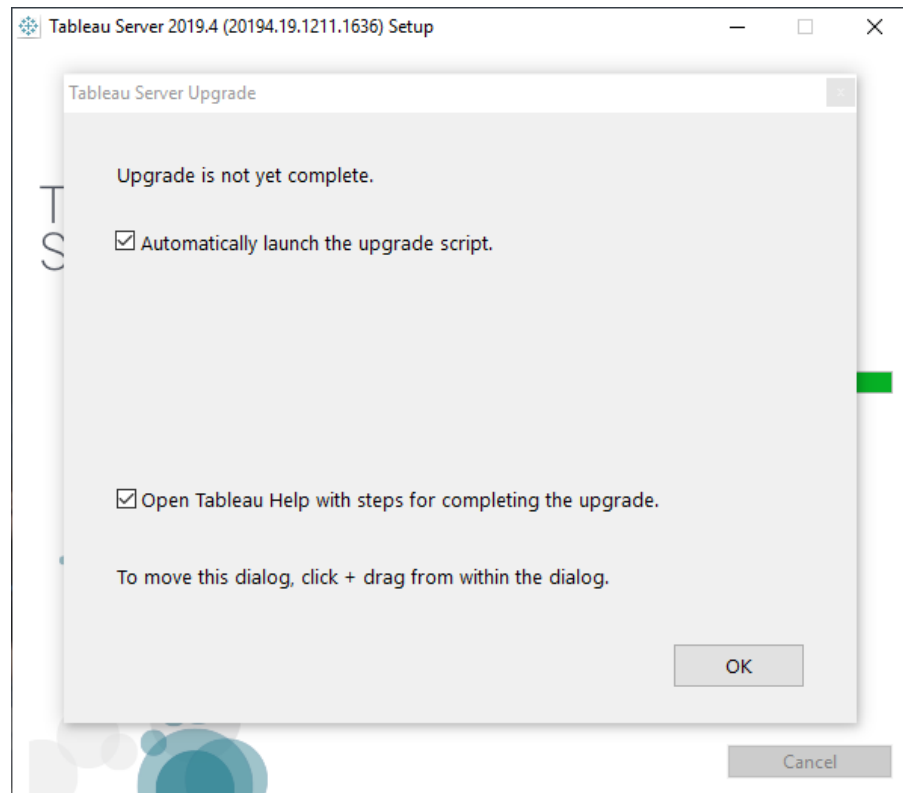 Tableau Server 2019.4 (20194.19.1211.1636) Setup
Tableau Server Upgrade
Upgrade is not yet complete.
T
Automatically launch the upgrade script.
S
Open Tableau Help with steps for completing the upgrade.
To move this dialog, click + drag from within the dialog.
OK
Cancel